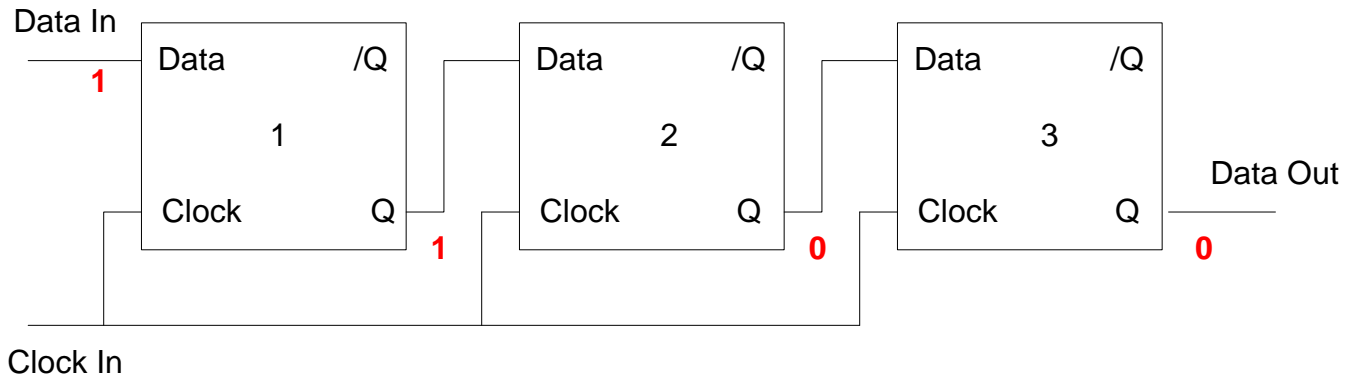 Data In
Data /Q Data /Q Data /Q
1
1 2 3
Data Out
Clock Q Clock Q Clock Q
1 0 0
Clock In